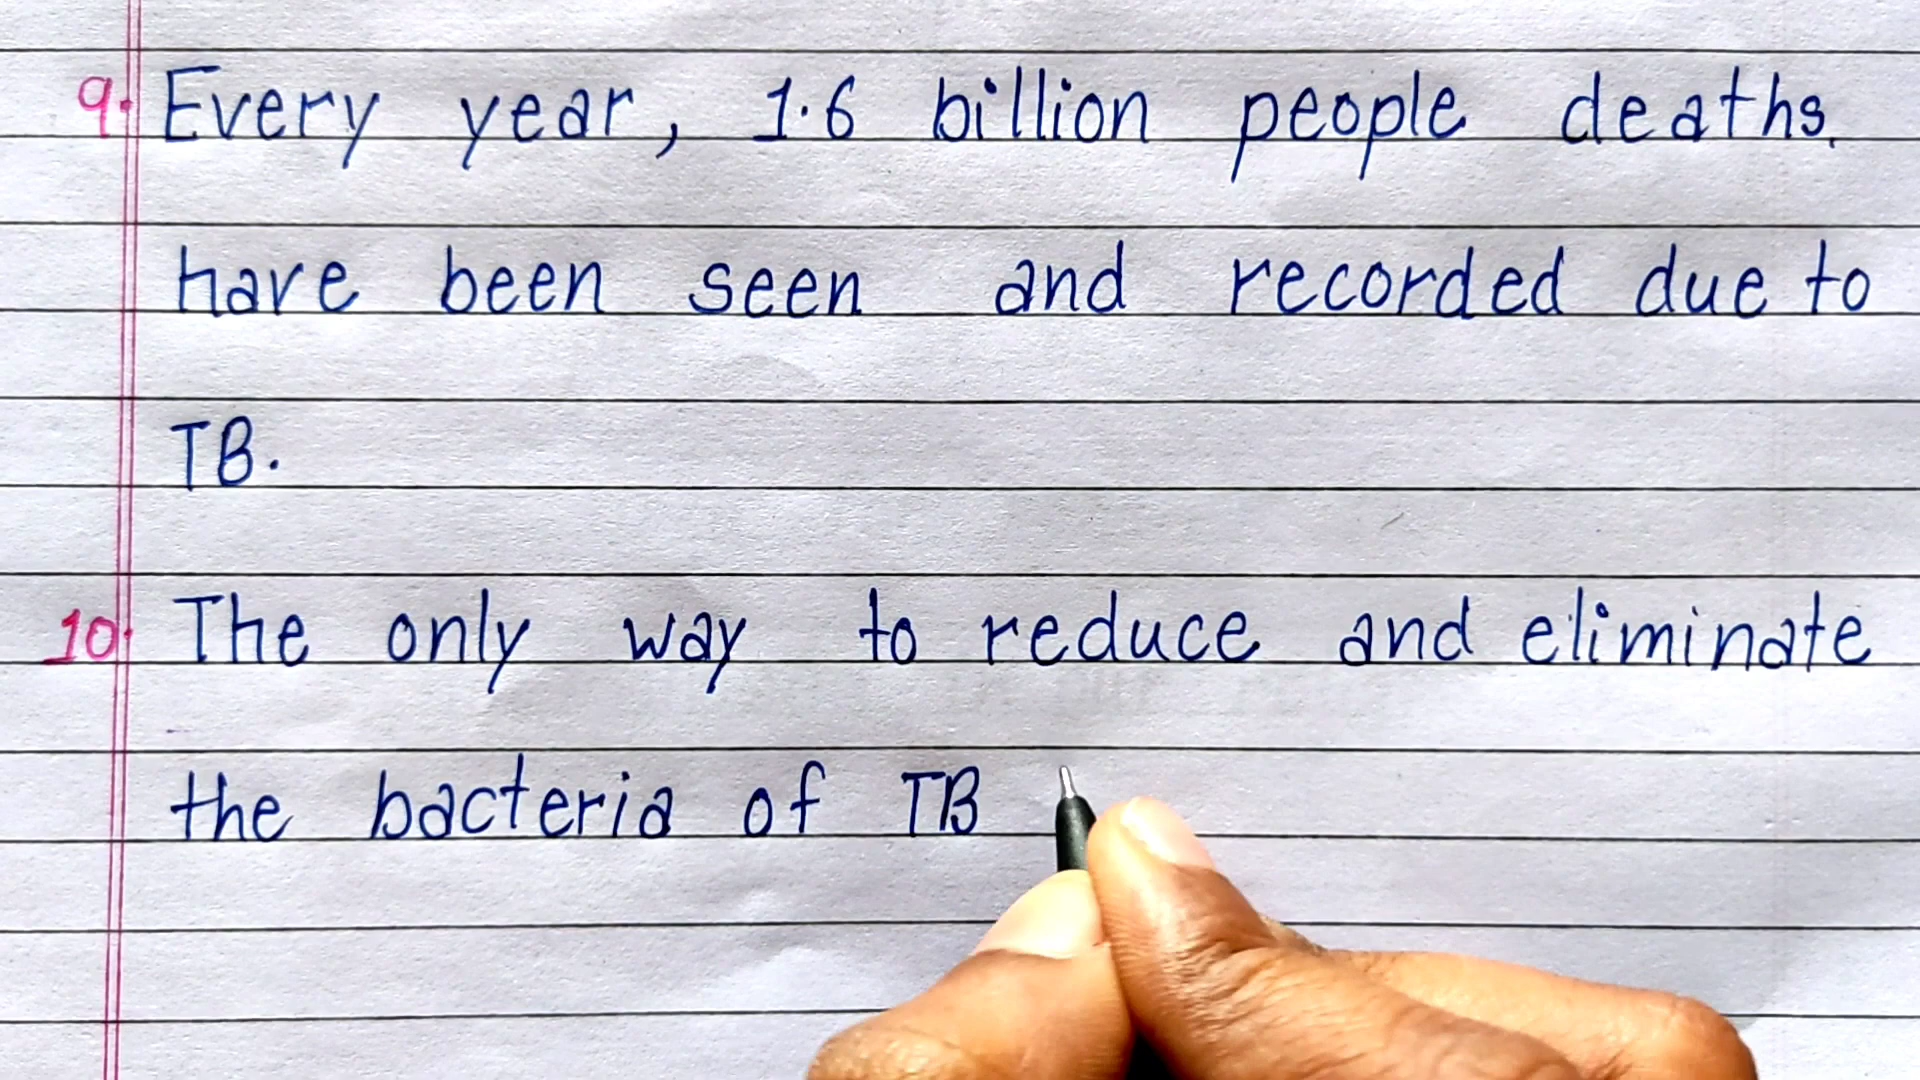 9. Every year, 1.6 billion people deaths.
have been seen and recorded due to
TB.
10. The only way to reduce and eliminate
the bacteria of TB